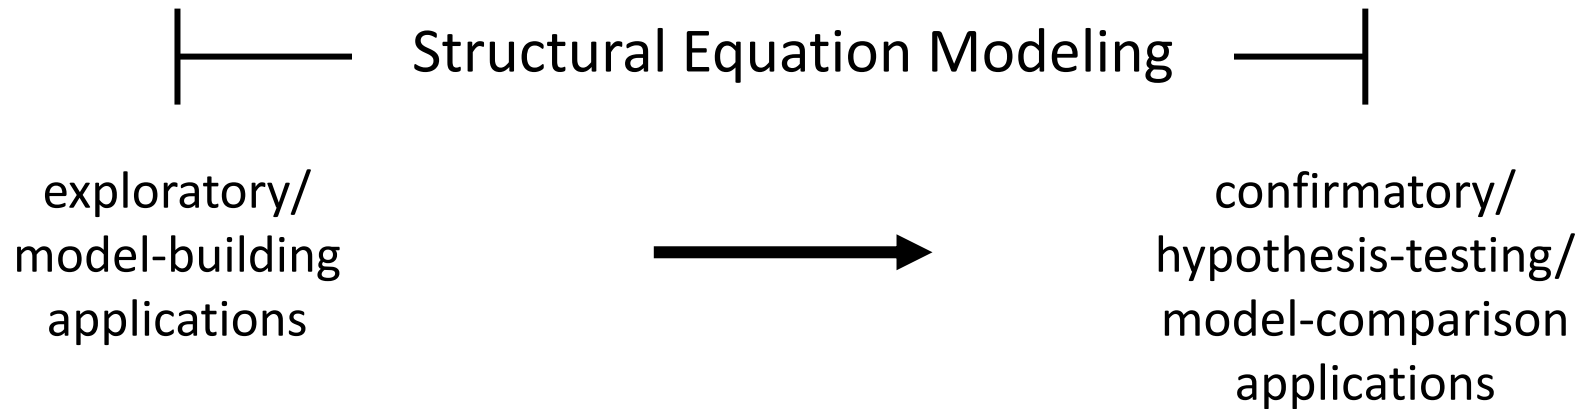 Structural Equation Modeling
exploratory/
model-building
applications
confirmatory/
hypothesis-testing/
model-comparison
applications